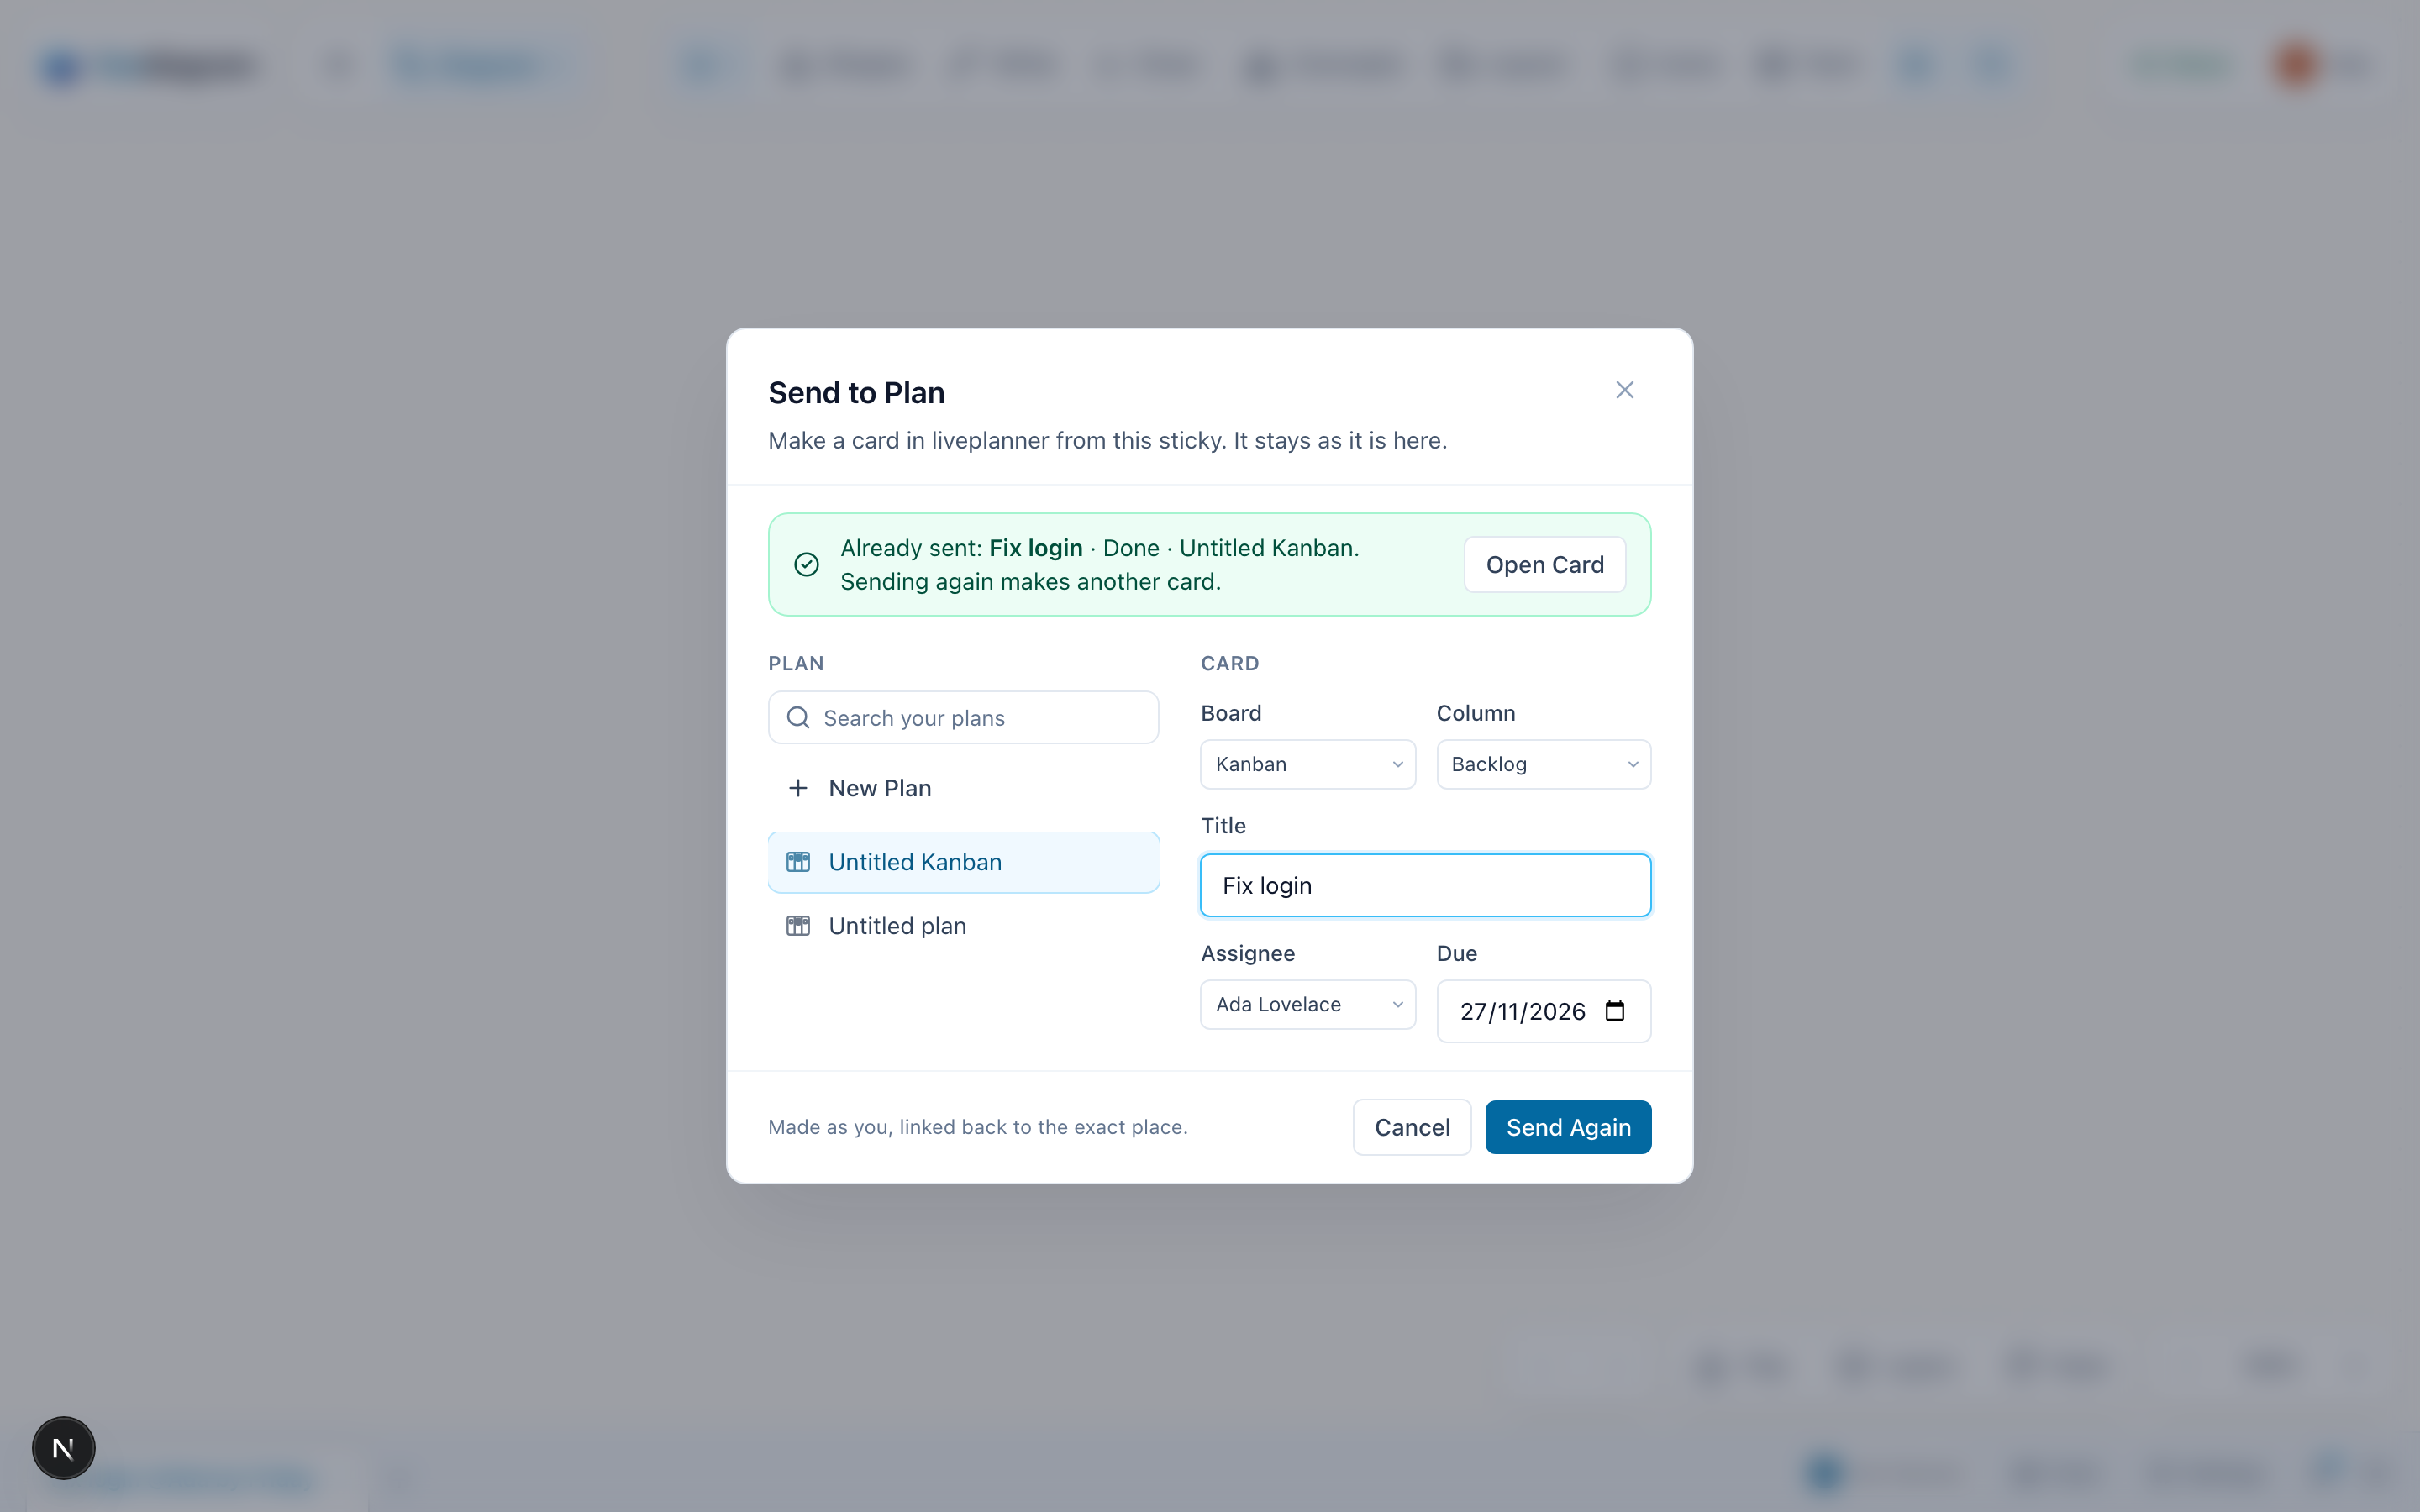 Send to Plan
Make a card in liveplanner from this sticky. It stays as it is here.
Already sent: Fix login · Done · Untitled Kanban.
Sending again makes another card.
Open Card
PLAN
Search your plans
New Plan
Untitled Kanban
Untitled plan
CARD
Board
Column
Kanban
Backlog
Title
Fix login
Assignee
Due
Ada Lovelace
27/11/2026
Made as you, linked back to the exact place.
Cancel
Send Again
N